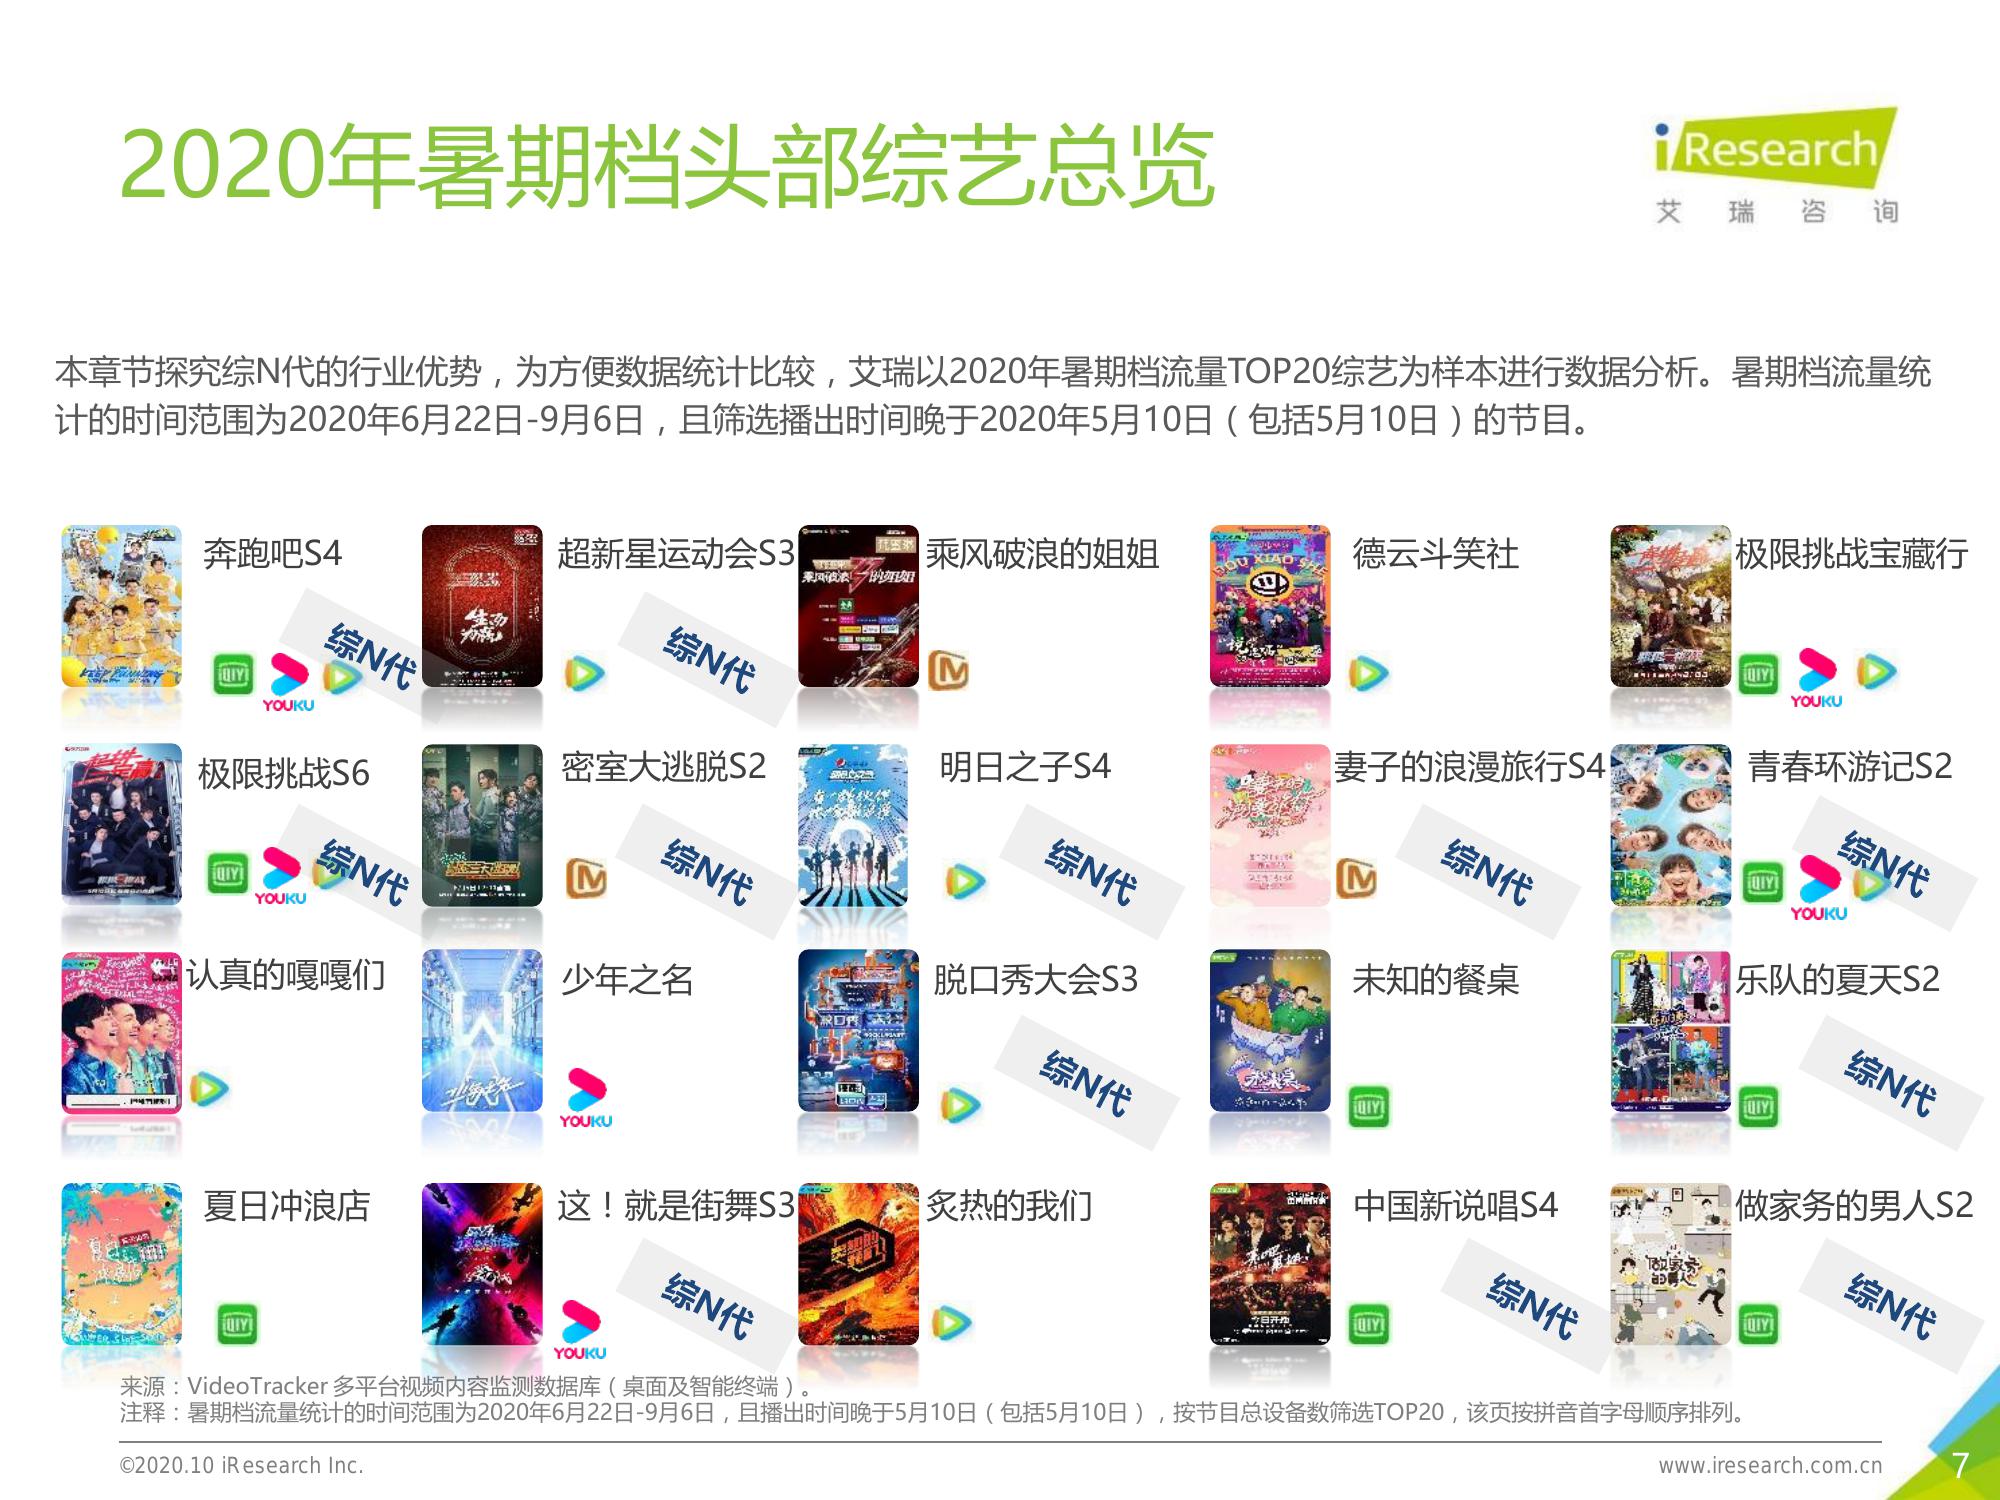 2020年暑期档头部综艺总览
iResearch
艾瑞咨询
本章节探究综N代的行业优势，为方便数据统计比较，艾瑞以2020年暑期档流量TOP20综艺为样本进行数据分析。暑期档流量统
计的时间范围为2020年6月22日-9月6日，且筛选播出时间晚于2020年5月10日（包括5月10日）的节目。
奔跑吧S4
综N代
QIYI
YOUKU
超新星运动会S3
综N代
乘风破浪的姐姐
德云斗笑社
极限挑战宝藏行
QIYI
YOUKU
极限挑战S6
综N代
QIYI
YOUKU
密室大逃脱S2
综N代
明日之子S4
综N代
妻子的浪漫旅行S4
综N代
青春环游记S2
综N代
QIYI
YOUKU
认真的嘎嘎们
少年之名
YOUKU
脱口秀大会S3
综N代
未知的餐桌
QIYI
乐队的夏天S2
综N代
QIYI
夏日冲浪店
QIYI
这！就是街舞S3
综N代
YOUKU
炙热的我们
中国新说唱S4
综N代
QIYI
做家务的男人S2
综N代
QIYI
来源：VideoTracker 多平台视频内容监测数据库（桌面及智能终端）。
注释：暑期档流量统计的时间范围为2020年6月22日-9月6日，且播出时间晚于5月10日（包括5月10日），按节目总设备数筛选TOP20，该页按拼音首字母顺序排列。
©2020.10 iResearch Inc.
www.iresearch.com.cn
7